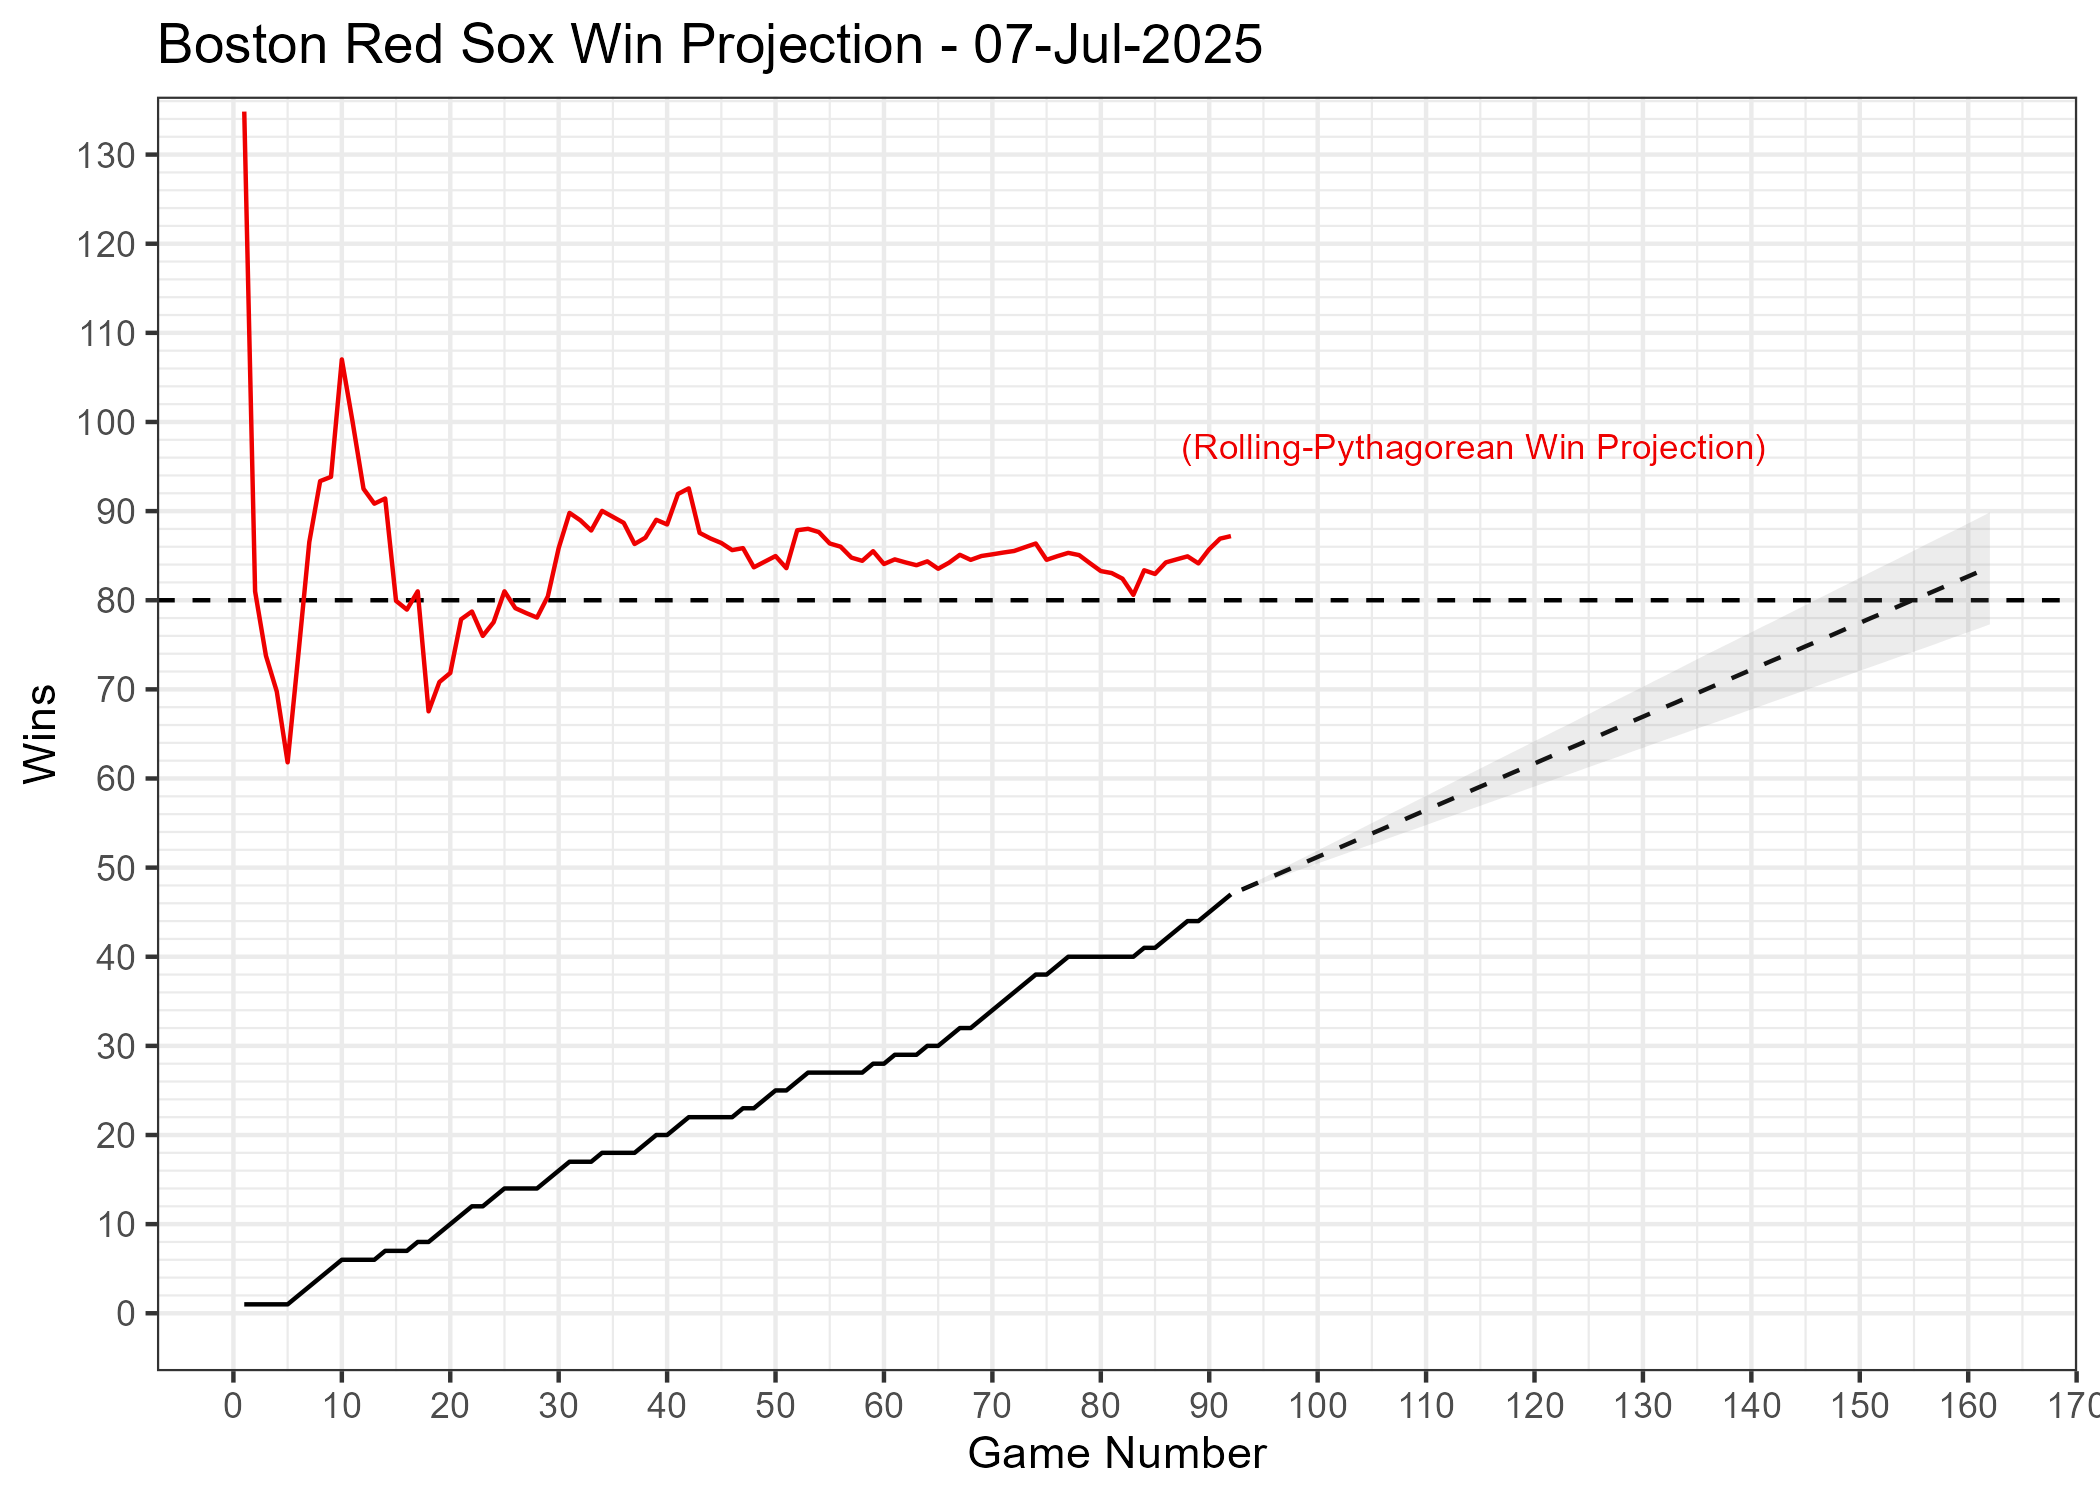 Boston Red Sox Win Projection - 07-Jul-2025
130
120
110
100
(Rolling-Pythagorean Win Projection)
90
80
70
Wins
60
50
40
30
20
10
0
0 10 20 30 40 50 60 70 80 90 100 110 120 130 140 150 160 170
Game Number